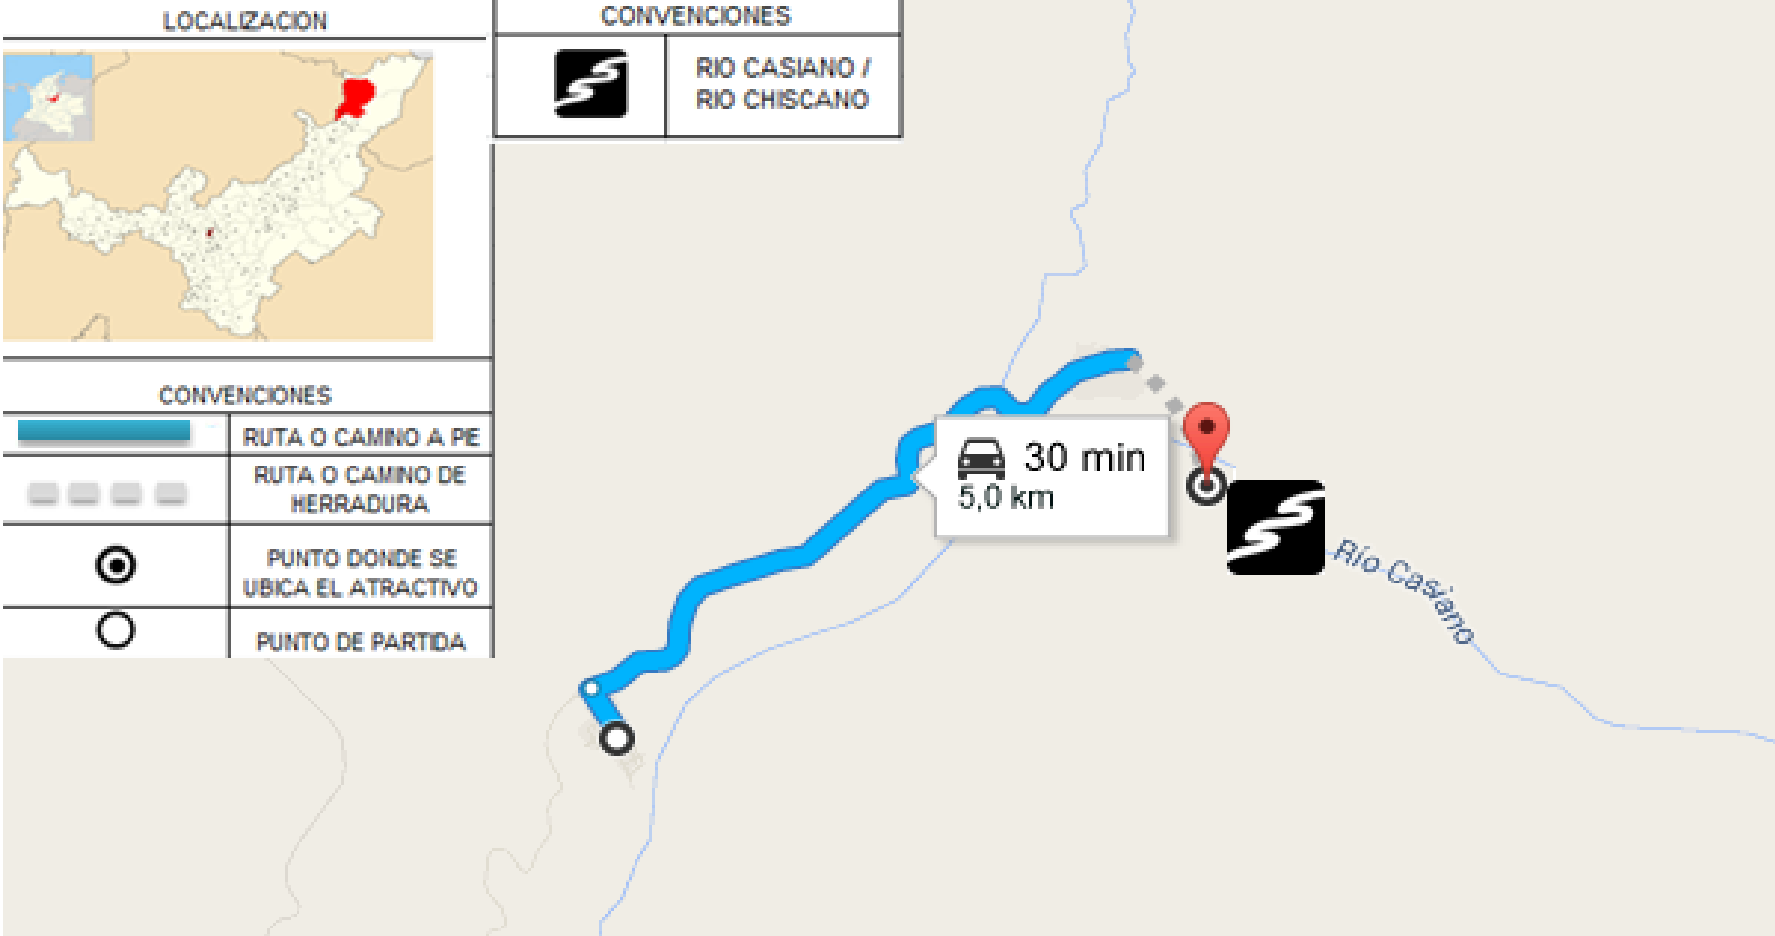 LOCALIZACION
CONVENCIONES
RIO CASIANO /
RIO CHISCANO
CONVENCIONES
RUTA O CAMINO A PIE
RUTA O CAMINO DE
HERRADURA
PUNTO DONDE SE
UBICA EL ATRACTIVO
PUNTO DE PARTIDA
30 min
5,0 km
Río Casiano